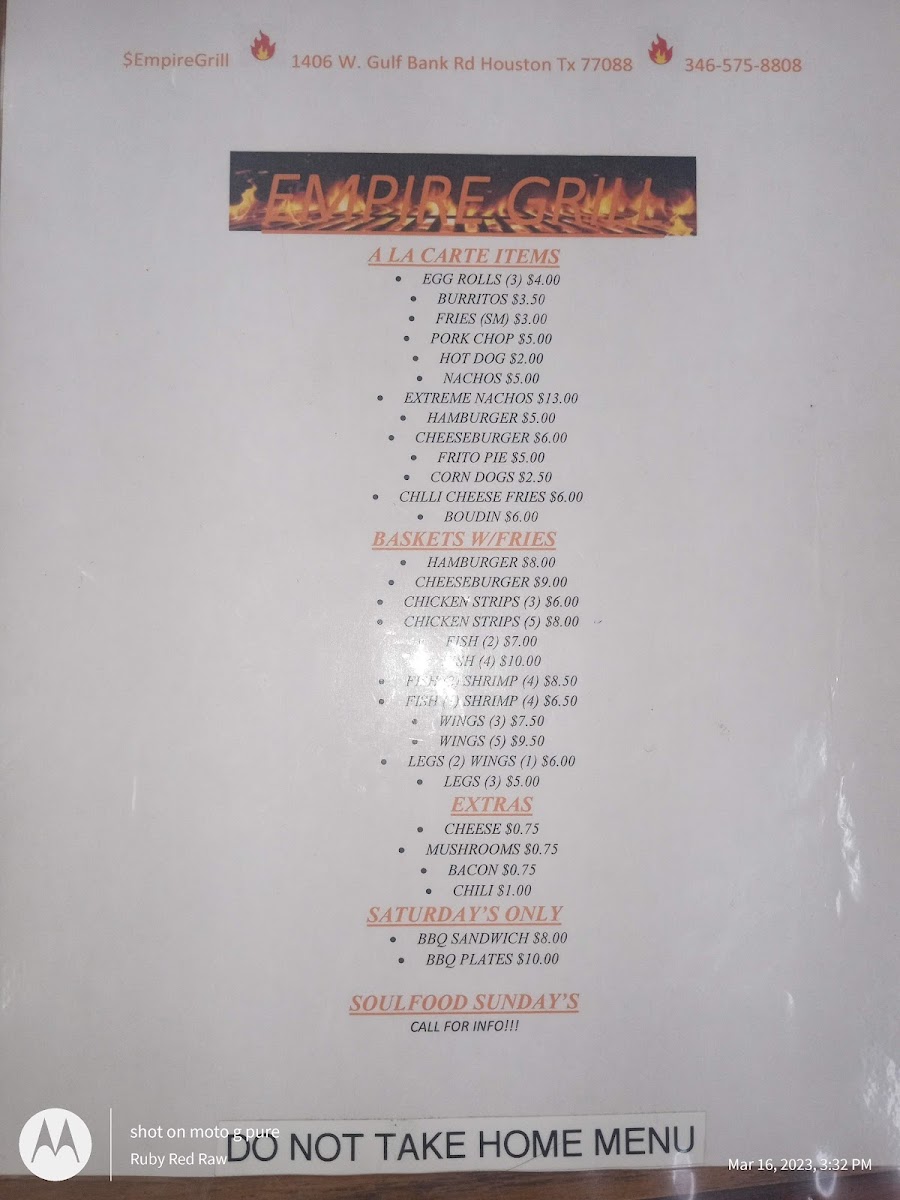 $EmpireGrill 1406 W. Gulf Bank Rd Houston Tx 77088 346-575-8808
EMPIRE GRILL
A LA CARTE ITEMS
• EGG ROLLS (3) $4.00
• BURRITOS $3.50
• FRIES (SM) $3.00
• PORK CHOP $5.00
• HOT DOG $2.00
• NACHOS $5.00
• EXTREME NACHOS $13.00
• HAMBURGER $5.00
• CHEESEBURGER $6.00
• FRITO PIE $5.00
• CORN DOGS $2.50
• CHLLI CHEESE FRIES $6.00
• BOUDIN $6.00
BASKETS W/FRIES
• HAMBURGER $8.00
• CHEESEBURGER $9.00
• CHICKEN STRIPS (3) $6.00
• CHICKEN STRIPS (5) $8.00
FISH (2) $7.00
(4) $10.00
• FISH SHRIMP (4) $8.50
• FISH SHRIMP (4) $6.50
• WINGS (3) $7.50
• WINGS (5) $9.50
• LEGS (2) WINGS (1) $6.00
• LEGS (3) $5.00
EXTRAS
• CHEESE $0.75
• MUSHROOMS $0.75
• BACON $0.75
• CHILI $1.00
SATURDAY'S ONLY
• BBQ SANDWICH $8.00
• BBQ PLATES $10.00
SOULFOOD SUNDAY'S
CALL FOR INFO!!!
DO NOT TAKE HOME MENU
shot on moto g pure
Ruby Red Raw
Mar 16, 2023, 3:32 PM